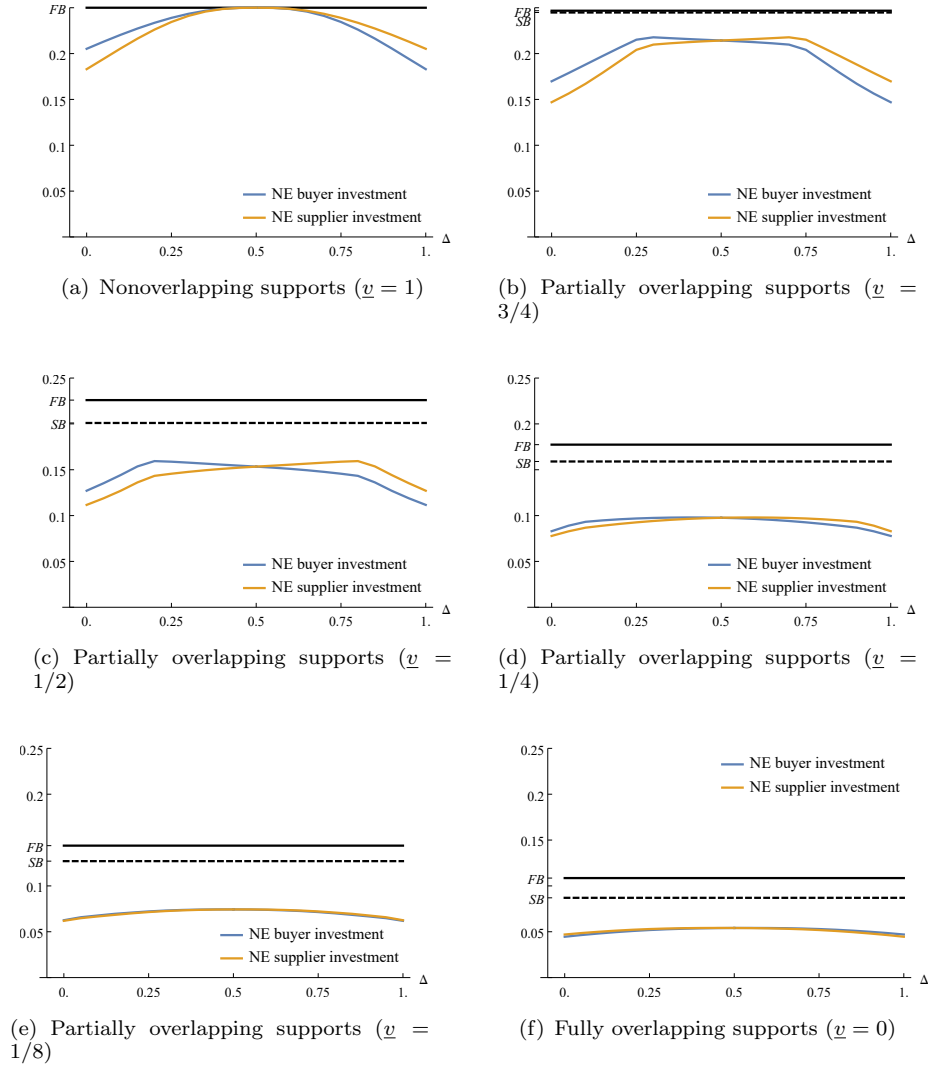 FB
0.2
0.15
0.1
0.05
NE buyer investment
NE supplier investment
0. 0.25 0.5 0.75 1. Δ
(a) Nonoverlapping supports (v = 1)
FB
SB
0.2
0.15
0.1
0.05
NE buyer investment
NE supplier investment
0. 0.25 0.5 0.75 1. Δ
(b) Partially overlapping supports (v =
3/4)
0.25
FB
SB
0.15
0.1
0.05
NE buyer investment
NE supplier investment
0. 0.25 0.5 0.75 1. Δ
(c) Partially overlapping supports (v =
1/2)
0.25
0.2
FB
SB
0.1
0.05
NE buyer investment
NE supplier investment
0. 0.25 0.5 0.75 1. Δ
(d) Partially overlapping supports (v =
1/4)
0.25
0.2
FB
SB
0.1
0.05
NE buyer investment
NE supplier investment
0. 0.25 0.5 0.75 1. Δ
(e) Partially overlapping supports (v =
1/8)
0.25
NE buyer investment
0.2
NE supplier investment
0.15
FB
SB
0.05
0. 0.25 0.5 0.75 1. Δ
(f) Fully overlapping supports (v = 0)